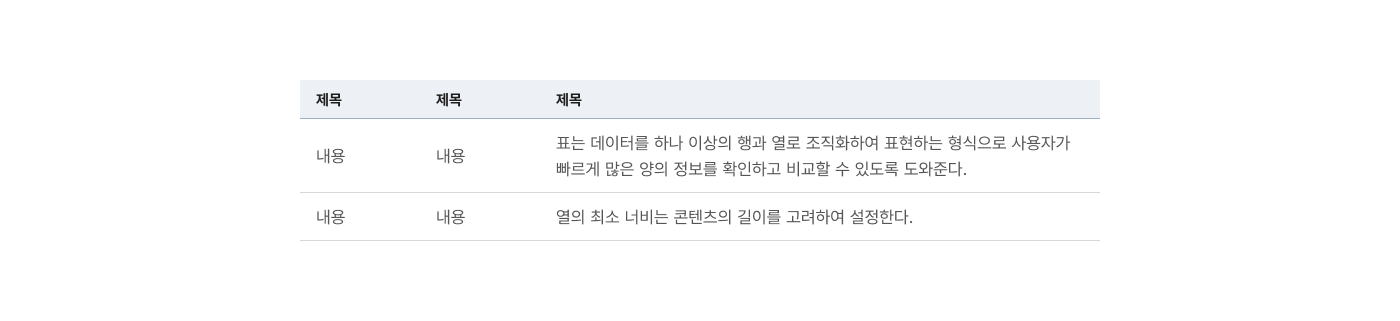 제목 제목 제목
내용 내용 표는 데이터를 하나 이상의 행과 열로 조직화하여 표현하는 형식으로 사용자가
빠르게 많은 양의 정보를 확인하고 비교할 수 있도록 도와준다.
내용 내용 열의 최소 너비는 콘텐츠의 길이를 고려하여 설정한다.